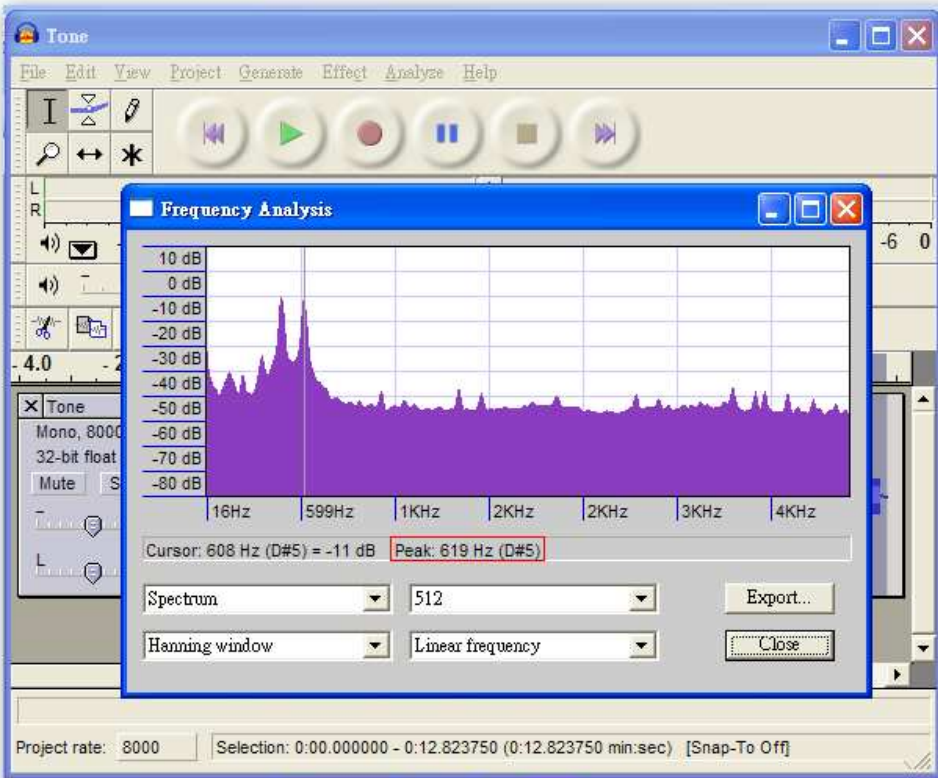 Tone
File Edit View Project Generate Effect Analyze Help
L
R
Frequency Analysis
-6 0
10 dB
0 dB
-10 dB
-20 dB
-30 dB
-40 dB
-50 dB
-60 dB
-70 dB
-80 dB
- 4.0 - 2
X Tone
Mono, 8000
32-bit float
Mute S
- 
L
16Hz 599Hz 1KHz 2KHz 2KHz 3KHz 4KHz
Cursor: 608 Hz (D#5) = -11 dB Peak: 619 Hz (D#5)
Spectrum 512 Export...
Hanning window Linear frequency Close
Project rate: 8000 Selection: 0:00.000000 - 0:12.823750 (0:12.823750 min:sec) [Snap-To Off]